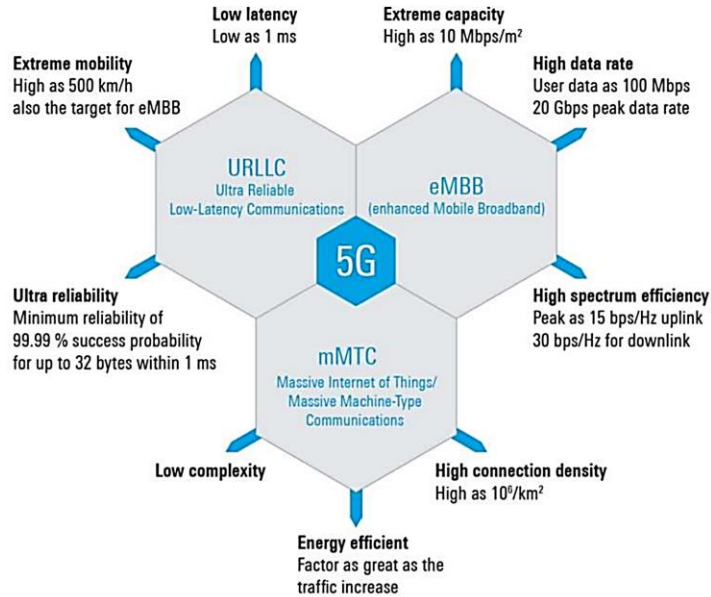 Low latency
Low as 1 ms
Extreme capacity
High as 10 Mbps/m²
Extreme mobility
High as 500 km/h
also the target for eMBB
High data rate
User data as 100 Mbps
20 Gbps peak data rate
URLLC
Ultra Reliable
Low-Latency Communications
eMBB
(enhanced Mobile Broadband)
5G
Ultra reliability
Minimum reliability of
99.99 % success probability
for up to 32 bytes within 1 ms
High spectrum efficiency
Peak as 15 bps/Hz uplink
30 bps/Hz for downlink
mMTC
Massive Internet of Things/
Massive Machine-Type
Communications
Low complexity
High connection density
High as 10⁶/km²
Energy efficient
Factor as great as the
traffic increase